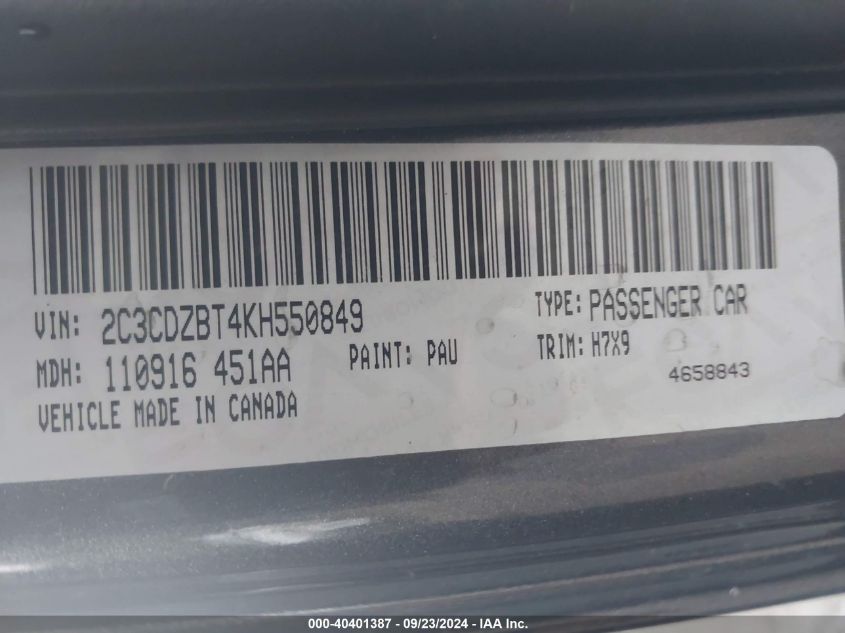 VIN: 2C3CDZBT4KH550849 TYPE: PASSENGER CAR
MDH: 110916 451AA PAINT: PAU TRIM: H7X9
VEHICLE MADE IN CANADA 4658843
000-40401387 - 09/23/2024 - IAA Inc.